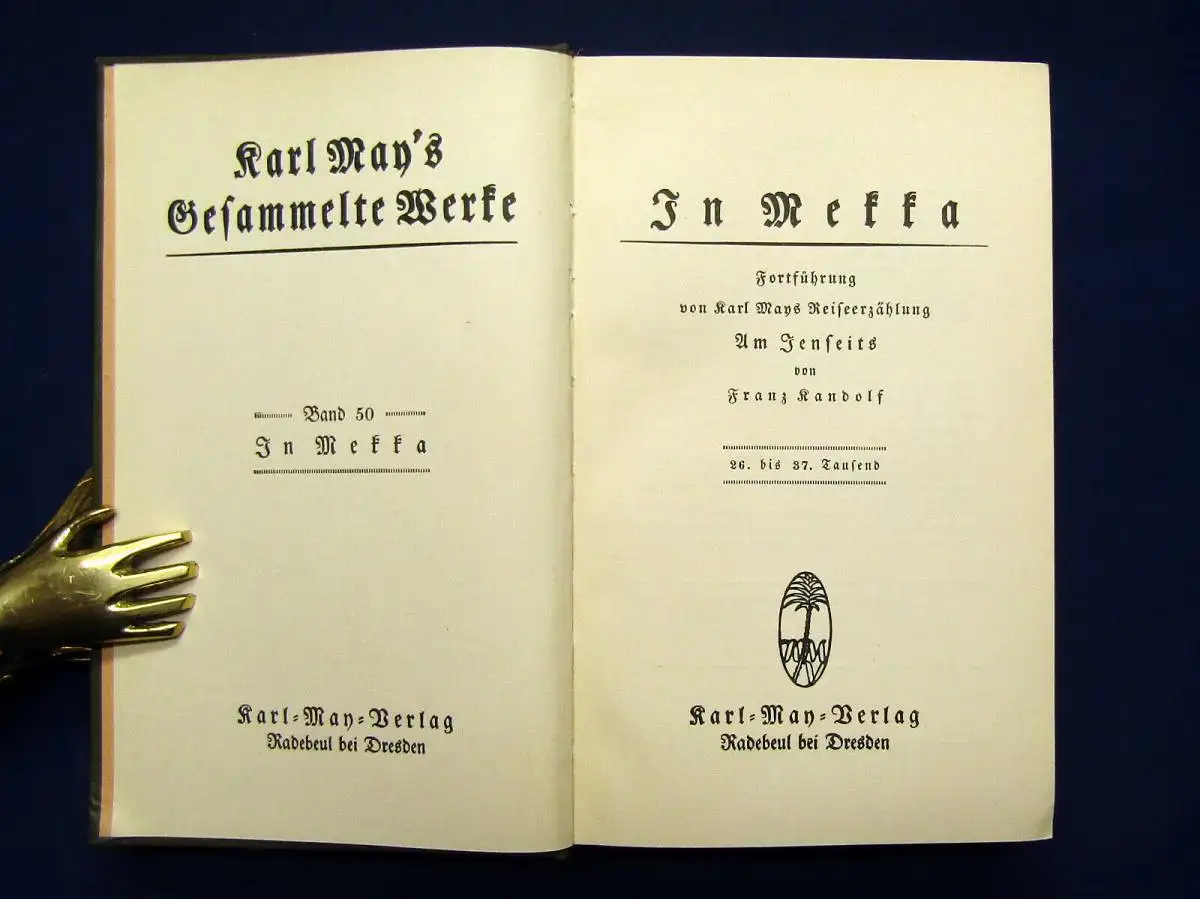 Karl May's
Gesammelte Werke
Band 50
In Mekka
Karl-May-Verlag
Radebeul bei Dresden
In Mekka
Fortführung
von Karl Mays Reiseerzählung
Am Jenseits
von
Franz Kandolf
26. bis 37. Tausend
Karl-May-Verlag
Radebeul bei Dresden